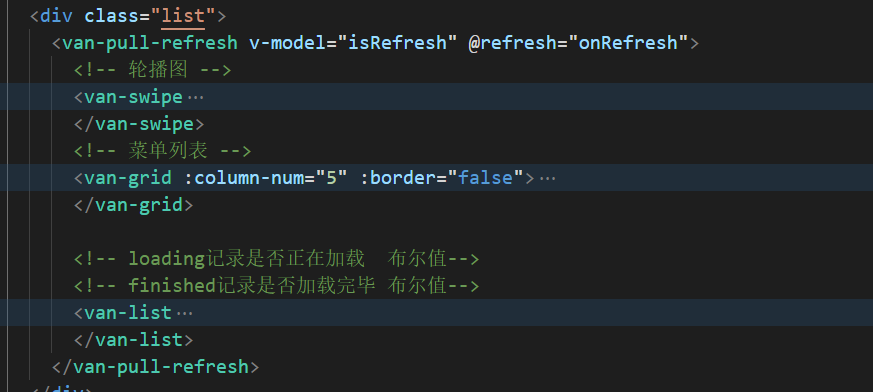 <div class="list">
<van-pull-refresh v-model="isRefresh" @refresh="onRefresh">
<!-- 轮播图 -->
<van-swipe…
</van-swipe>
<!-- 菜单列表 -->
<van-grid :column-num="5" :border="false">…
</van-grid>
<!-- loading记录是否正在加载  布尔值-->
<!-- finished记录是否加载完毕 布尔值-->
<van-list…
</van-list>
</van-pull-refresh>
</div>